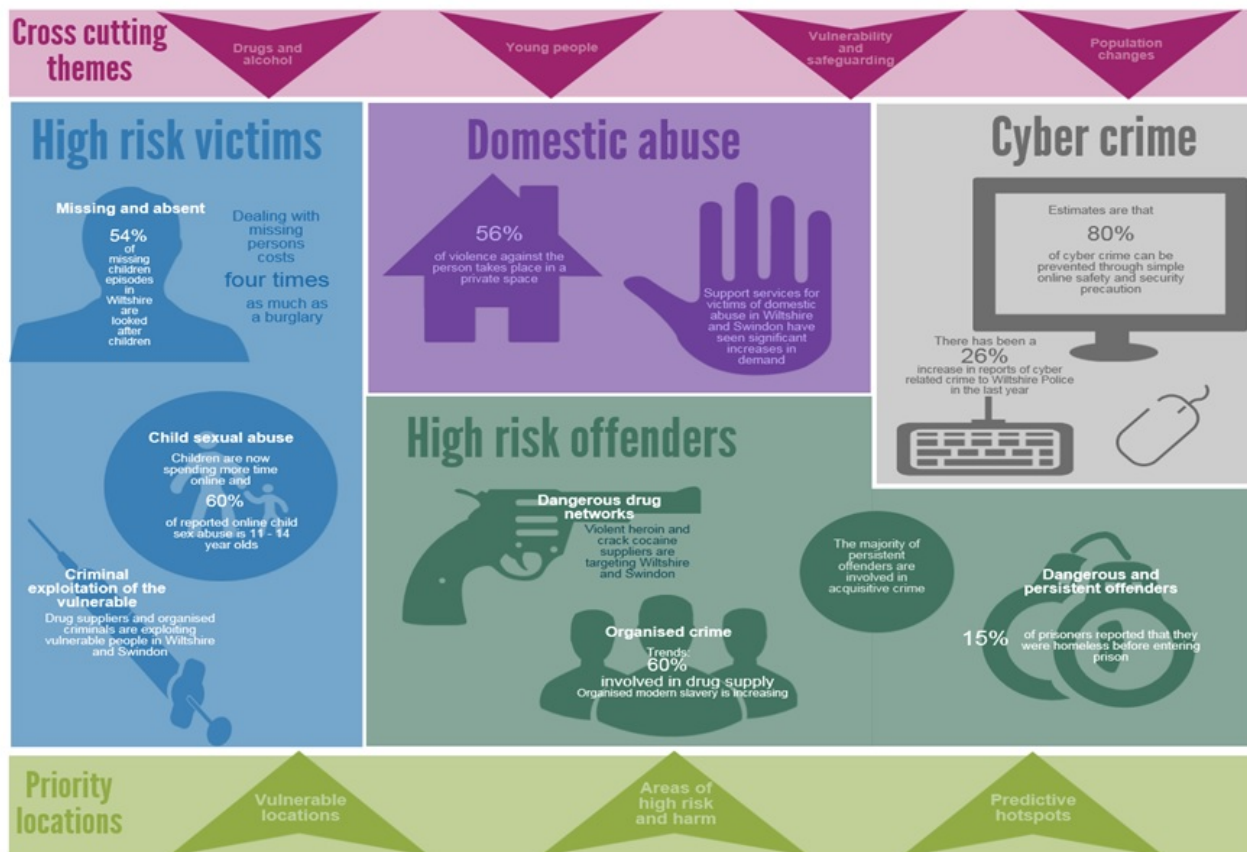 Cross cutting
themes
Drugs and
alcohol
Young people
Vulnerability
and
safeguarding
Population
changes
High risk victims
Missing and absent
54%
of
missing
children
episodes
in
Wiltshire
are
looked
after
children
Dealing with
missing
persons
costs
four times
as much as
a burglary
Child sexual abuse
Children are now
spending more time
online and
60%
of reported online child
sex abuse is 11 - 14
year olds
Criminal
exploitation of the
vulnerable
Drug suppliers and organised
criminals are exploiting
vulnerable people in Wiltshire
and Swindon
Domestic abuse
56%
of violence against the
person takes place in a
private space
Support services for
victims of domestic
abuse in Wiltshire
and Swindon have
seen significant
increases in
demand
Cyber crime
Estimates are that
80%
of cyber crime can be
prevented through simple
online safety and security
precaution
There has been a
26%
increase in reports of cyber
related crime to Wiltshire Police
in the last year
High risk offenders
Dangerous drug
networks
Violent heroin and
crack cocaine
suppliers are
targeting Wiltshire
and Swindon
Organised crime
Trends:
60%
involved in drug supply
Organised modern slavery is increasing
The majority of
persistent
offenders are
involved in
acquisitive crime
Dangerous and
persistent offenders
15%
of prisoners reported that they
were homeless before entering
prison
Priority
locations
Vulnerable
locations
Areas of
high risk
and harm
Predictive
hotspots